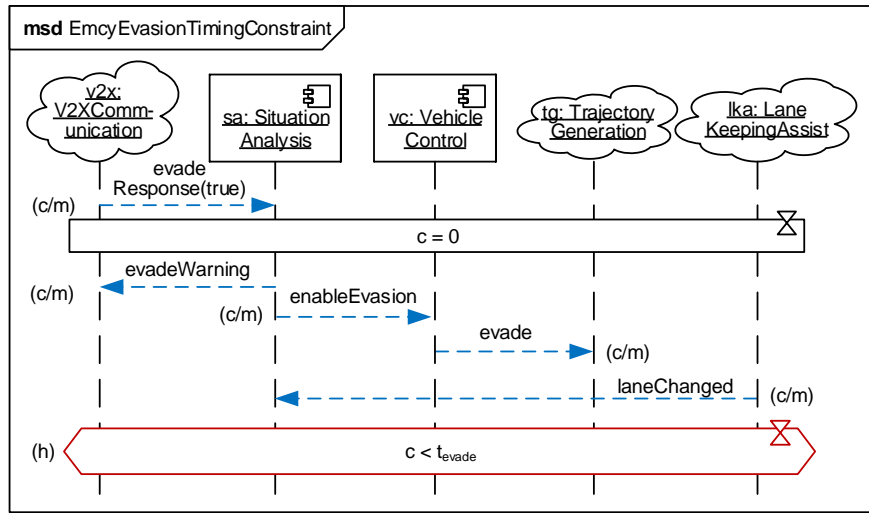 msd EmcyEvasionTimingConstraint
v2x:
V2XComm-
unication
sa: Situation
Analysis
vc: Vehicle
Control
tg: Trajectory
Generation
lka: Lane
KeepingAssist
evade
Response(true)
(c/m)
c = 0
evadeWarning
(c/m)
enableEvasion
(c/m)
evade
(c/m)
laneChanged
(c/m)
(h)
c < tevade